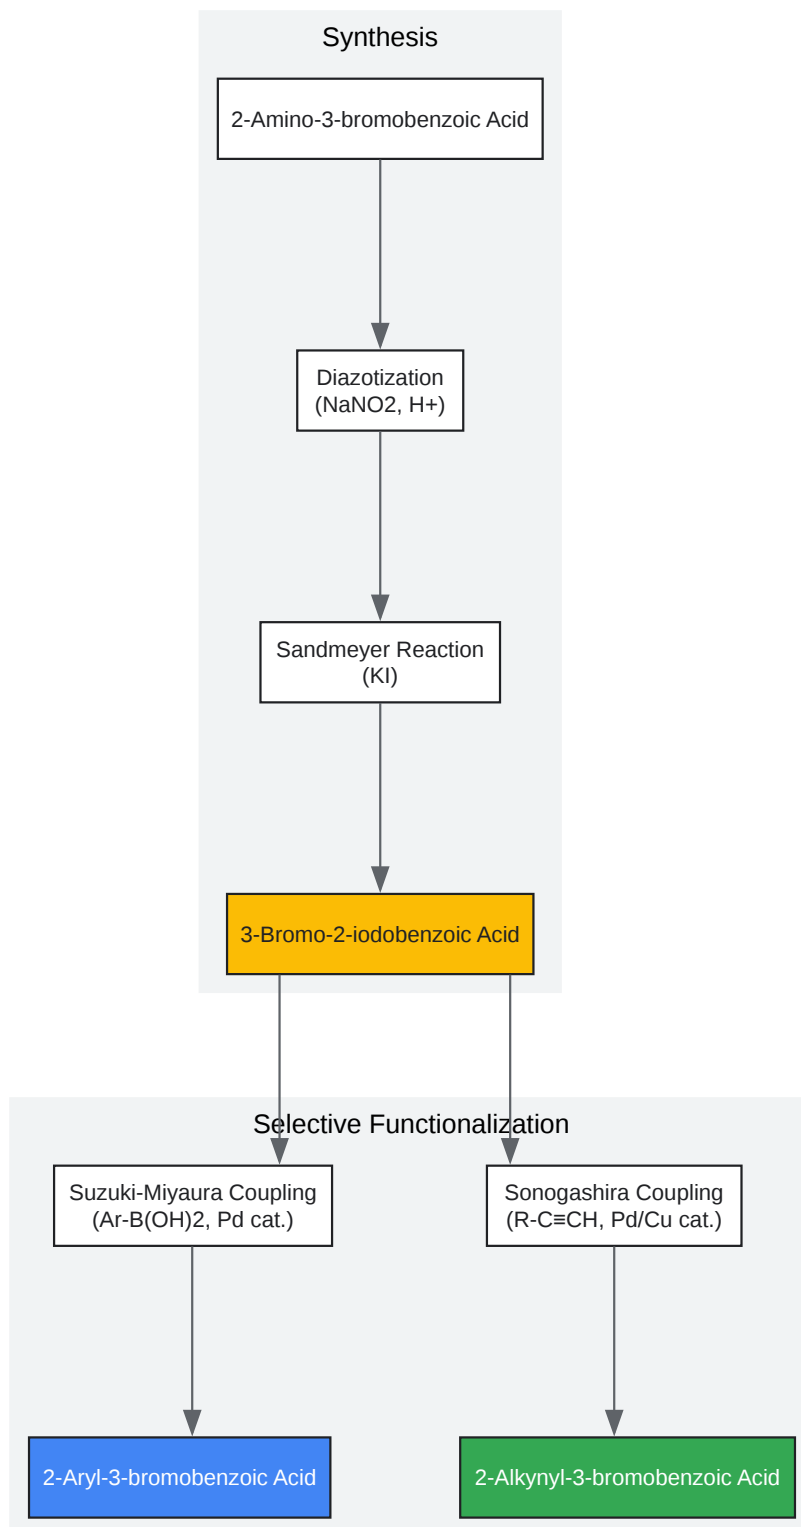 Synthesis
2-Amino-3-bromobenzoic Acid
Diazotization
(NaNO2, H+)
Sandmeyer Reaction
(KI)
3-Bromo-2-iodobenzoic Acid
Selective Functionalization
Suzuki-Miyaura Coupling
(Ar-B(OH)2, Pd cat.)
Sonogashira Coupling
(R-C≡CH, Pd/Cu cat.)
2-Aryl-3-bromobenzoic Acid
2-Alkynyl-3-bromobenzoic Acid